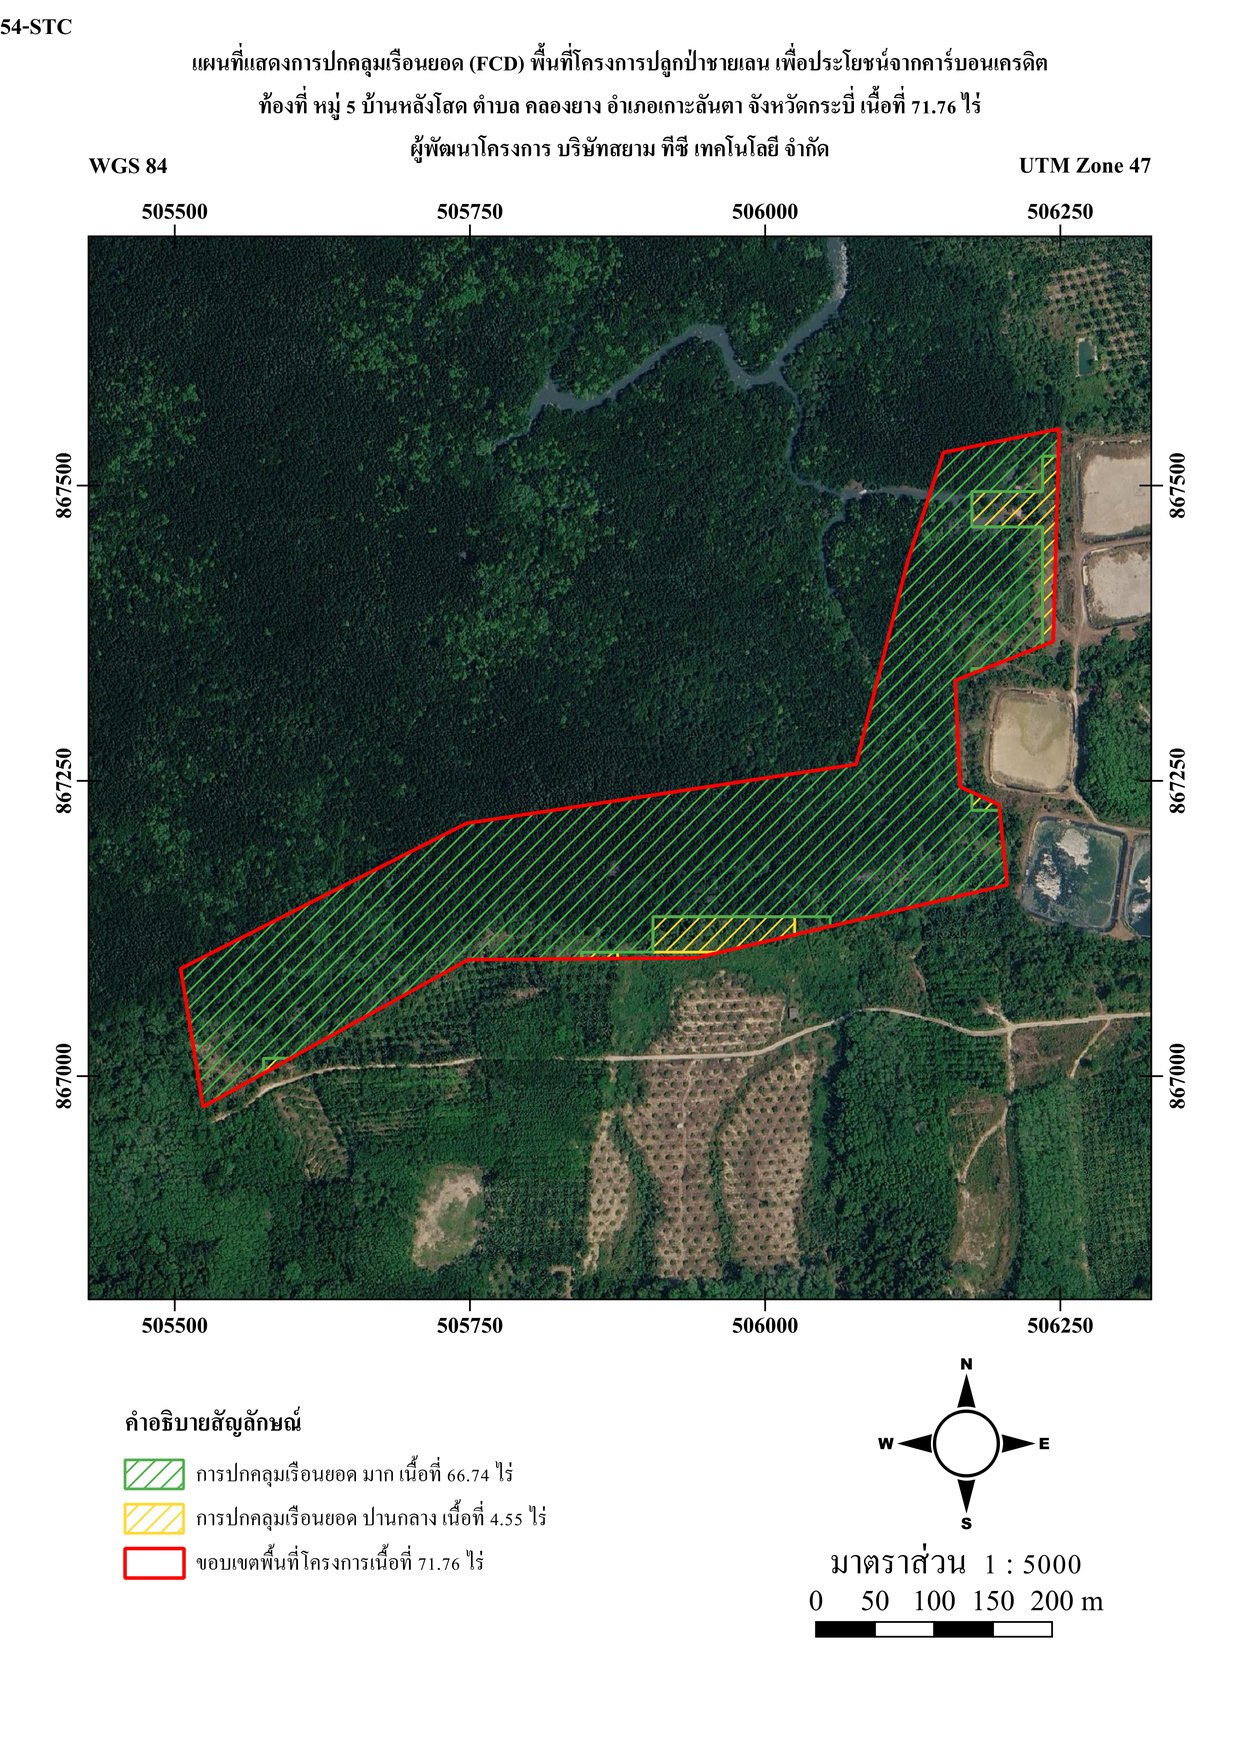 54-STC
แผนที่แสดงการปกคลุมเรือนยอด (FCD) พื้นที่โครงการปลูกป่าชายเลน เพื่อประโยชน์จากคาร์บอนเครดิต
ท้องที่ หมู่ 5 บ้านหลังโสด ตำบล คลองยาง อำเภอเกาะลันตา จังหวัดกระบี่ เนื้อที่ 71.76 ไร่
ผู้พัฒนาโครงการ บริษัทสยาม ทีซี เทคโนโลยี จำกัด
WGS 84
UTM Zone 47
505500 505750 506000 506250
867500 867500
867250 867250
867000 867000
505500 505750 506000 506250
N
W E
S
คำอธิบายสัญลักษณ์
การปกคลุมเรือนยอด มาก เนื้อที่ 66.74 ไร่
การปกคลุมเรือนยอด ปานกลาง เนื้อที่ 4.55 ไร่
ขอบเขตพื้นที่โครงการเนื้อที่ 71.76 ไร่
มาตราส่วน 1 : 5000
0 50 100 150 200 m